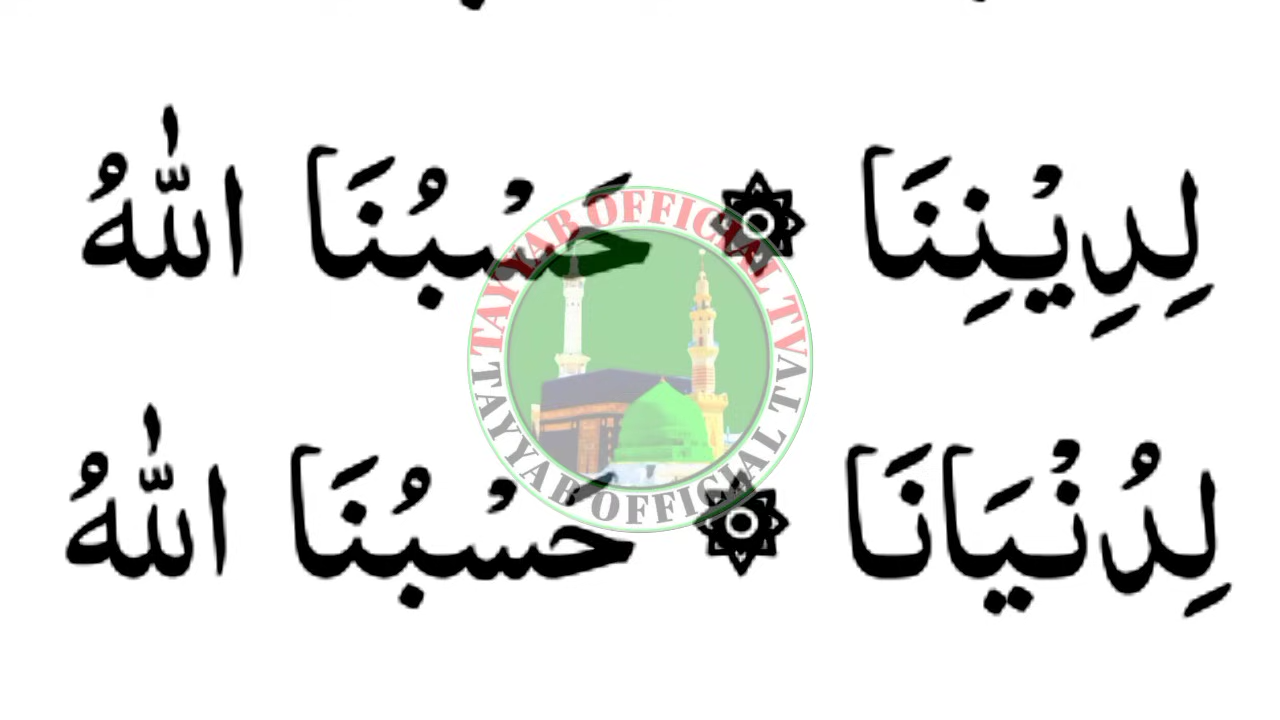 لِدِيْنِنَا ۞ حَسْبُنَا اللّٰهُ
TAYYAB OFFICIAL TV
TAYYAB OFFICIAL TV
لِدُنْيَانَا ۞ حَسْبُنَا اللّٰهُ